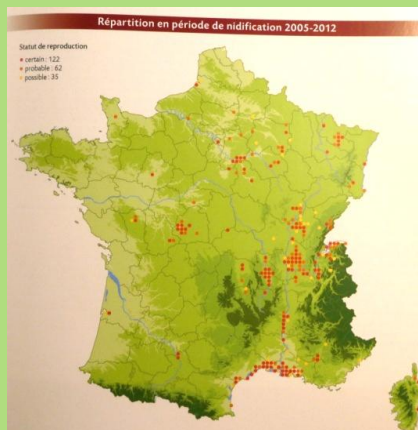 Répartition en période de nidification 2005-2012
Statut de reproduction
certain : 122
probable : 62
possible : 35